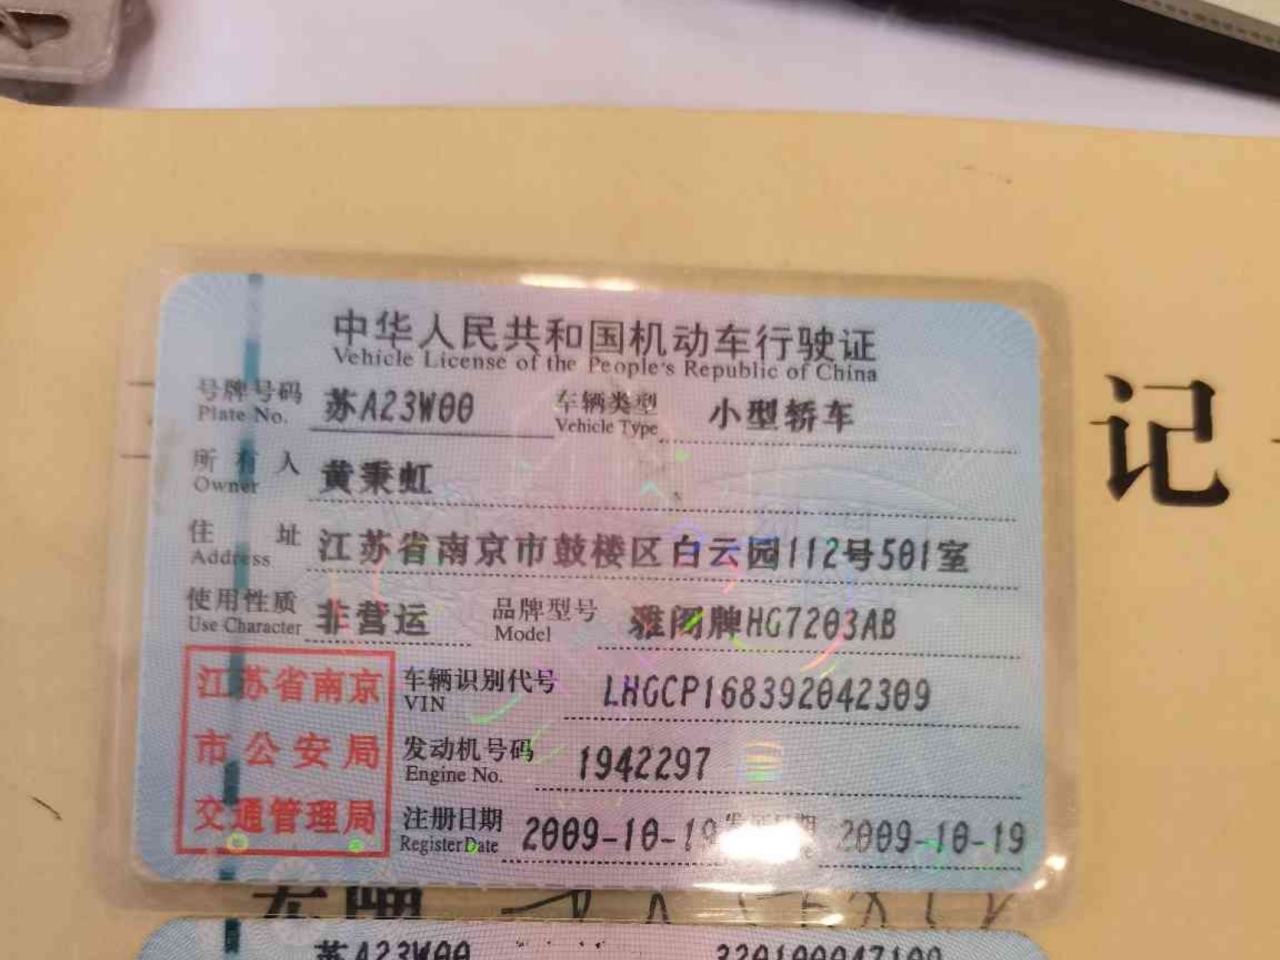 中华人民共和国机动车行驶证
Vehicle License of the People's Republic of China
号牌号码 苏A23W00 车辆类型 小型轿车
Plate No. Vehicle Type
所有人 黄秉虹
Owner
住址 江苏省南京市鼓楼区白云园112号501室
Address
使用性质 非营运 品牌型号 雅阁牌HG7203AB
Use Character Model
江苏省南京
市公安局
交通管理局
车辆识别代号 LHGCP168392042309
VIN
发动机号码 1942297
Engine No.
注册日期 2009-10-19 2009-10-19
Register Date
记
苏A23W00